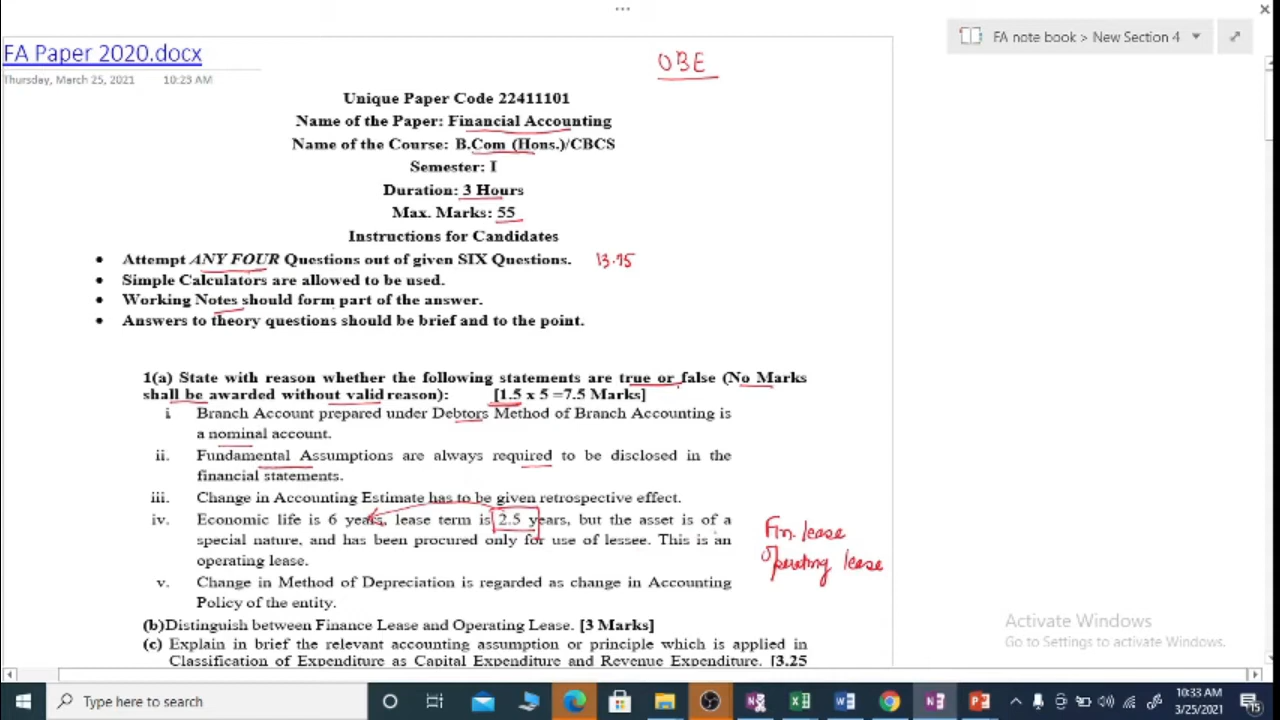 FA note book > New Section 4
FA Paper 2020.docx
Thursday, March 25, 2021 10:23 AM
OBE
Unique Paper Code 22411101
Name of the Paper: Financial Accounting
Name of the Course: B.Com (Hons.)/CBCS
Semester: I
Duration: 3 Hours
Max. Marks: 55
Instructions for Candidates
• Attempt ANY FOUR Questions out of given SIX Questions. 13.75
• Simple Calculators are allowed to be used.
• Working Notes should form part of the answer.
• Answers to theory questions should be brief and to the point.
1(a) State with reason whether the following statements are true or false (No Marks
shall be awarded without valid reason): [1.5 x 5 =7.5 Marks]
i. Branch Account prepared under Debtors Method of Branch Accounting is
a nominal account.
ii. Fundamental Assumptions are always required to be disclosed in the
financial statements.
iii. Change in Accounting Estimate has to be given retrospective effect.
iv. Economic life is 6 years, lease term is 2.5 years, but the asset is of a
special nature, and has been procured only for use of lessee. This is an
operating lease.
Fin. lease
Operating lease
v. Change in Method of Depreciation is regarded as change in Accounting
Policy of the entity.
(b)Distinguish between Finance Lease and Operating Lease. [3 Marks]
(c) Explain in brief the relevant accounting assumption or principle which is applied in
Classification of Expenditure as Capital Expenditure and Revenue Expenditure. [3.25
Activate Windows
Go to Settings to activate Windows.
Type here to search
10:33 AM
3/25/2021
15